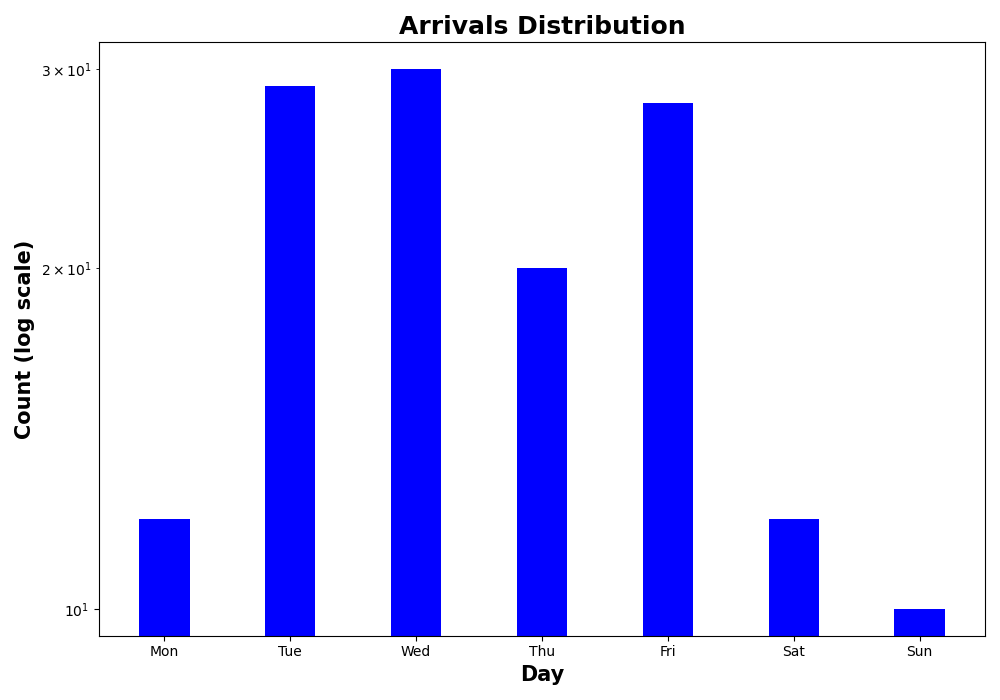 Arrivals Distribution
Count (log scale)
3 × 10¹
2 × 10¹
10¹
Mon Tue Wed Thu Fri Sat Sun
Day